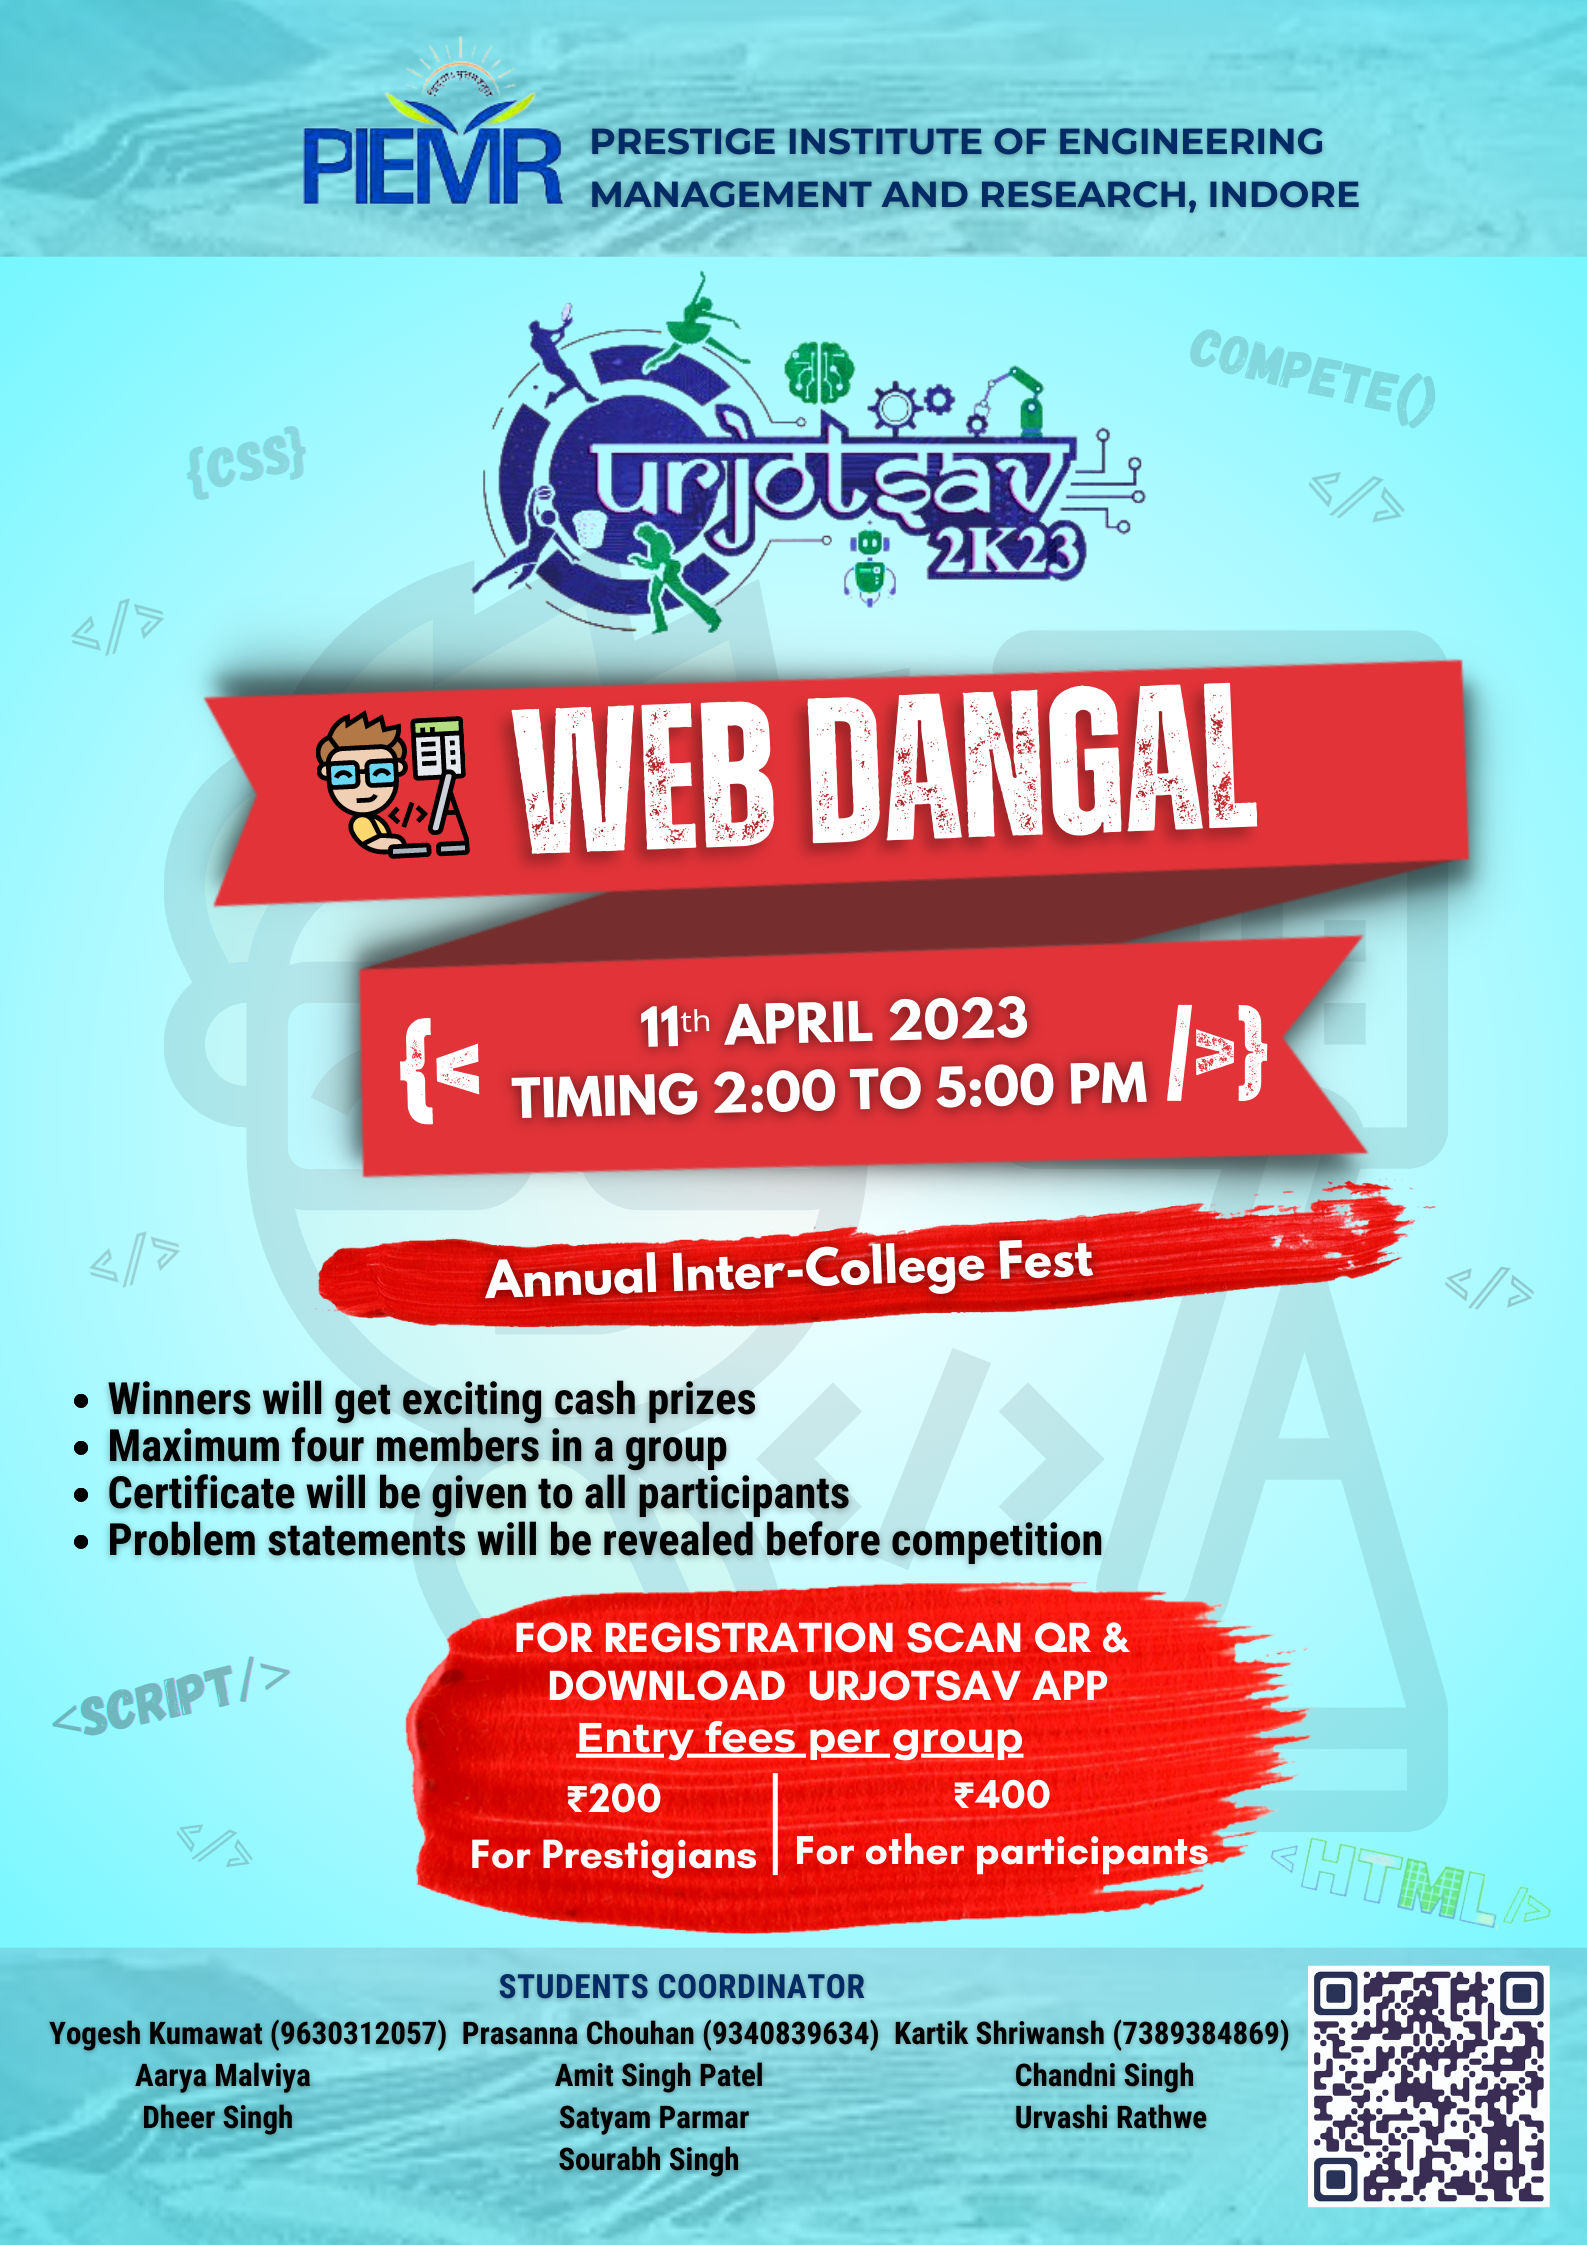 PIEMR
PRESTIGE INSTITUTE OF ENGINEERING
MANAGEMENT AND RESEARCH, INDORE
COMPETE()
{CSS}
</>
urjotsav
2K23
</>
WEB DANGAL
</>
{<
11th APRIL 2023
TIMING 2:00 TO 5:00 PM
/>}
</>
Annual Inter-College Fest
</>
• Winners will get exciting cash prizes
• Maximum four members in a group
• Certificate will be given to all participants
• Problem statements will be revealed before competition
</>
FOR REGISTRATION SCAN QR &
DOWNLOAD URJOTSAV APP
<SCRIPT/>
Entry fees per group
₹200
₹400
For Prestigians
For other participants
</>
<HTML/>
STUDENTS COORDINATOR
Yogesh Kumawat (9630312057) Prasanna Chouhan (9340839634) Kartik Shriwansh (7389384869)
Aarya Malviya Amit Singh Patel Chandni Singh
Dheer Singh Satyam Parmar Urvashi Rathwe
Sourabh Singh